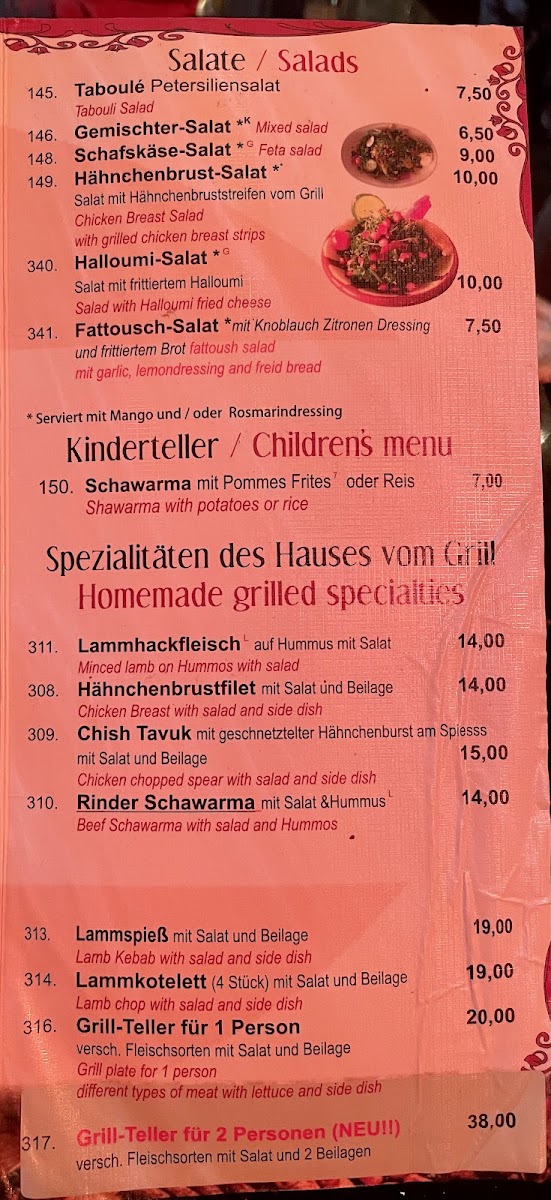 Salate / Salads
145. Taboulé Petersiliensalat 7,50
Tabouli Salad
146. Gemischter-Salat *K Mixed salad 6,50
148. Schafskäse-Salat *G Feta salad 9,00
149. Hähnchenbrust-Salat ** 10,00
Salat mit Hähnchenbruststreifen vom Grill
Chicken Breast Salad
with grilled chicken breast strips
340. Halloumi-Salat *G
Salat mit frittiertem Halloumi 10,00
Salad with Halloumi fried cheese
341. Fattousch-Salat *mit Knoblauch Zitronen Dressing 7,50
und frittiertem Brot fattoush salad
mit garlic, lemondressing and freid bread
* Serviert mit Mango und / oder Rosmarindressing
Kinderteller / Children's menu
150. Schawarma mit Pommes Frites7 oder Reis 7,00
Shawarma with potatoes or rice
Spezialitäten des Hauses vom Grill
Homemade grilled specialties
311. Lammhackfleisch L auf Hummus mit Salat 14,00
Minced lamb on Hummos with salad
308. Hähnchenbrustfilet mit Salat und Beilage 14,00
Chicken Breast with salad and side dish
309. Chish Tavuk mit geschnetztelter Hähnchenburst am Spiesss
mit Salat und Beilage 15,00
Chicken chopped spear with salad and side dish
310. Rinder Schawarma mit Salat &Hummus L 14,00
Beef Schawarma with salad and Hummos
313. Lammspieß mit Salat und Beilage 19,00
Lamb Kebab with salad and side dish
314. Lammkotelett (4 Stück) mit Salat und Beilage 19,00
Lamb chop with salad and side dish
316. Grill-Teller für 1 Person 20,00
versch. Fleischsorten mit Salat und Beilage
Grill plate for 1 person
different types of meat with lettuce and side dish
317. Grill-Teller für 2 Personen (NEU!!) 38,00
versch. Fleischsorten mit Salat und 2 Beilagen